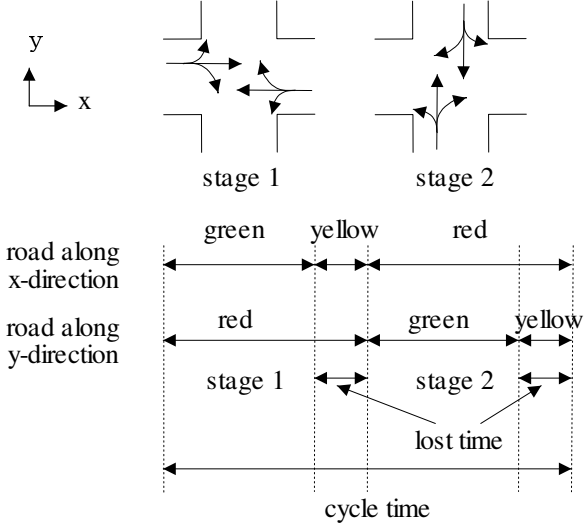 y
x
stage 1
stage 2
green
yellow
red
road along
x-direction
road along
y-direction
red
green
yellow
stage 1
stage 2
lost time
cycle time